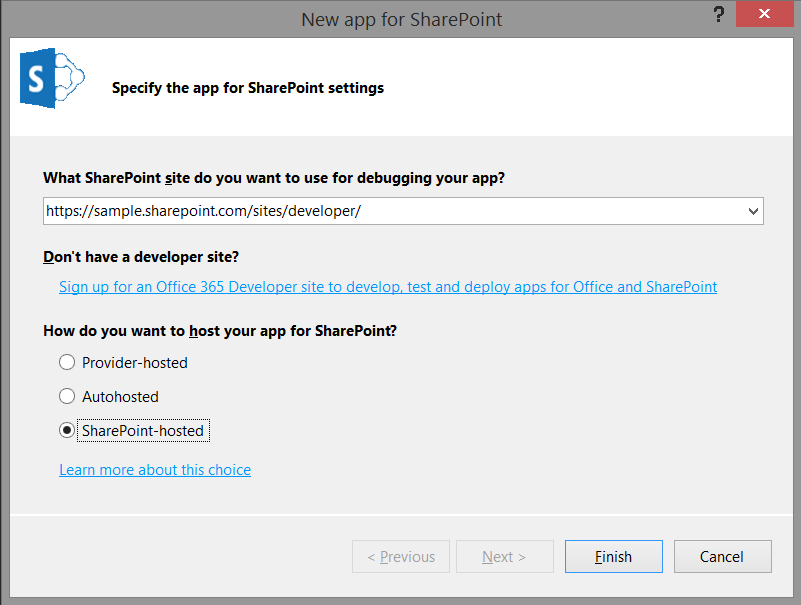 New app for SharePoint
?
S
Specify the app for SharePoint settings
What SharePoint site do you want to use for debugging your app?
https://sample.sharepoint.com/sites/developer/
Don't have a developer site?
Sign up for an Office 365 Developer site to develop, test and deploy apps for Office and SharePoint
How do you want to host your app for SharePoint?
Provider-hosted
Autohosted
SharePoint-hosted
Learn more about this choice
< Previous Next > Finish Cancel